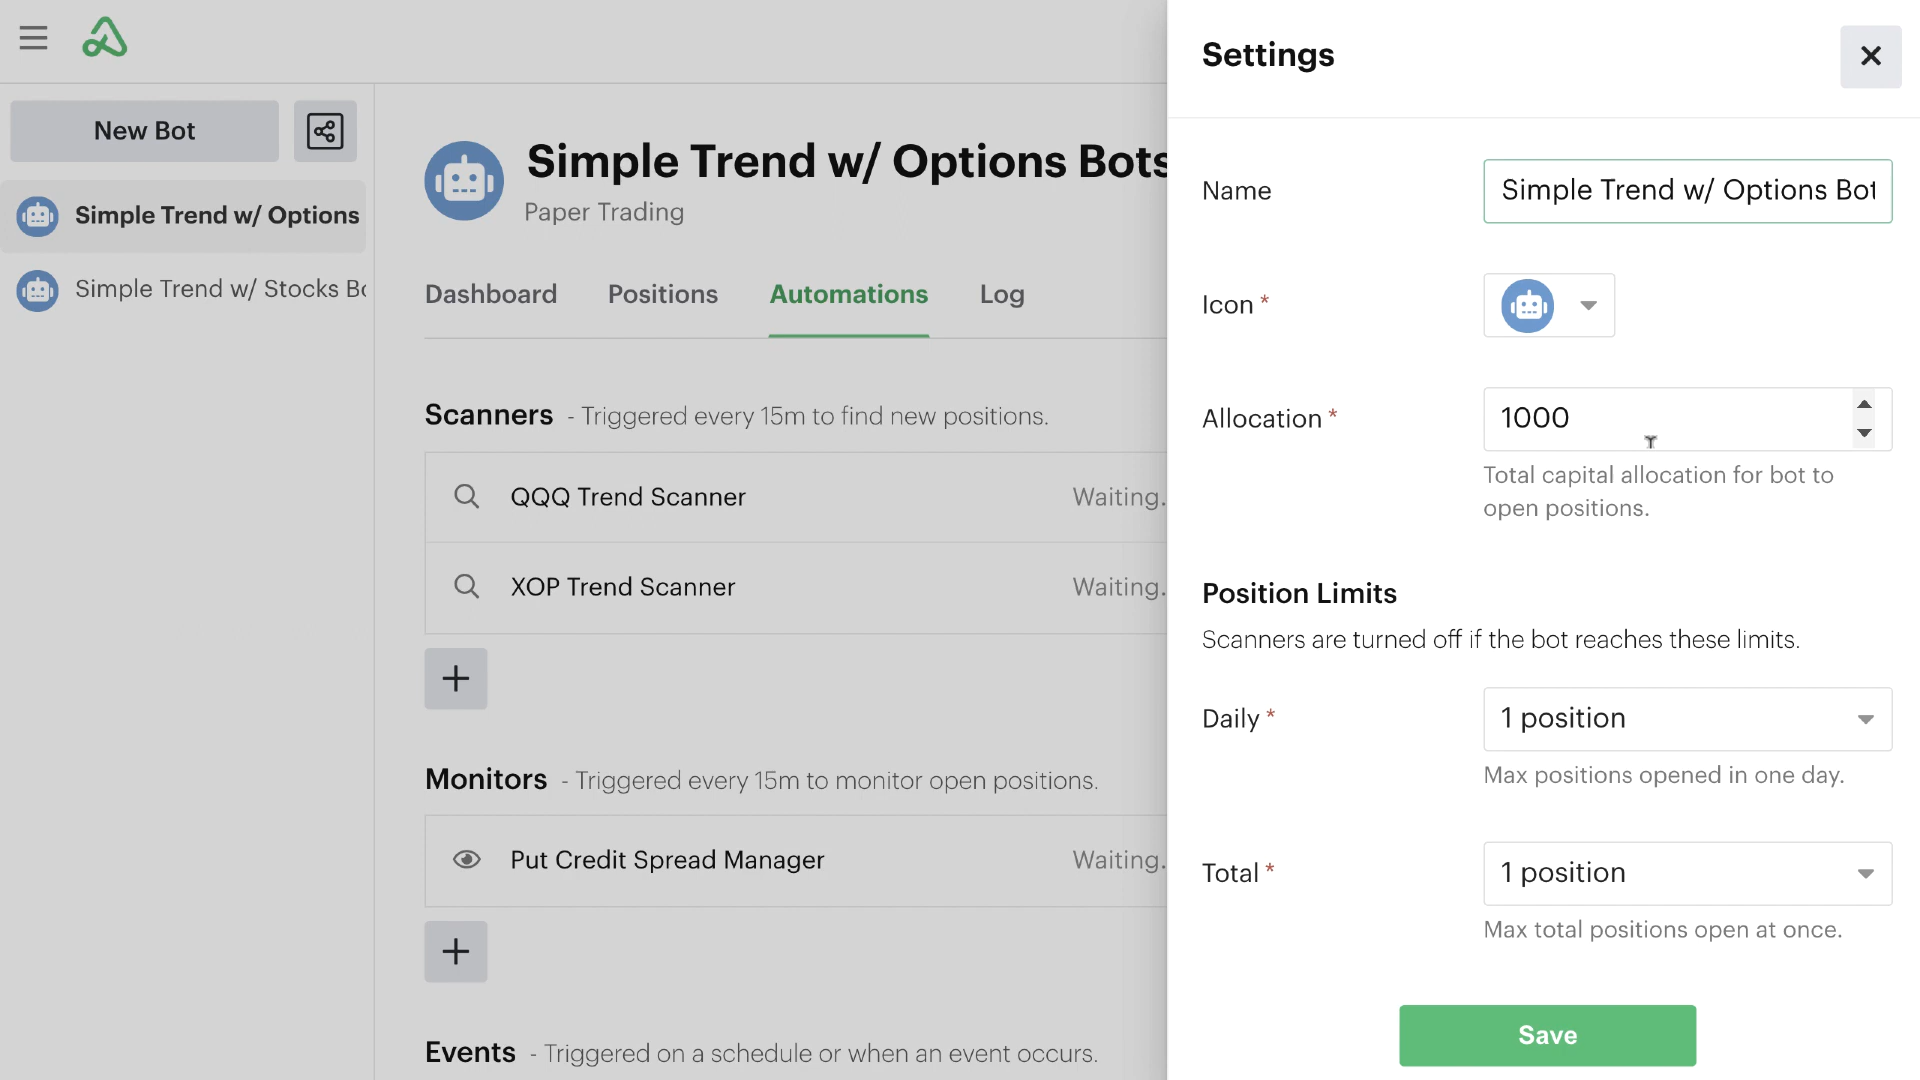 New Bot
Simple Trend w/ Options
Simple Trend w/ Stocks Bo
Simple Trend w/ Options Bots
Paper Trading
Dashboard
Positions
Automations
Log
Scanners - Triggered every 15m to find new positions.
QQQ Trend Scanner
Waiting.
XOP Trend Scanner
Waiting.
+
Monitors - Triggered every 15m to monitor open positions.
Put Credit Spread Manager
Waiting.
+
Events - Triggered on a schedule or when an event occurs.
Settings
Name
Simple Trend w/ Options Bot
Icon *
Allocation *
1000
Total capital allocation for bot to
open positions.
Position Limits
Scanners are turned off if the bot reaches these limits.
Daily *
1 position
Max positions opened in one day.
Total *
1 position
Max total positions open at once.
Save